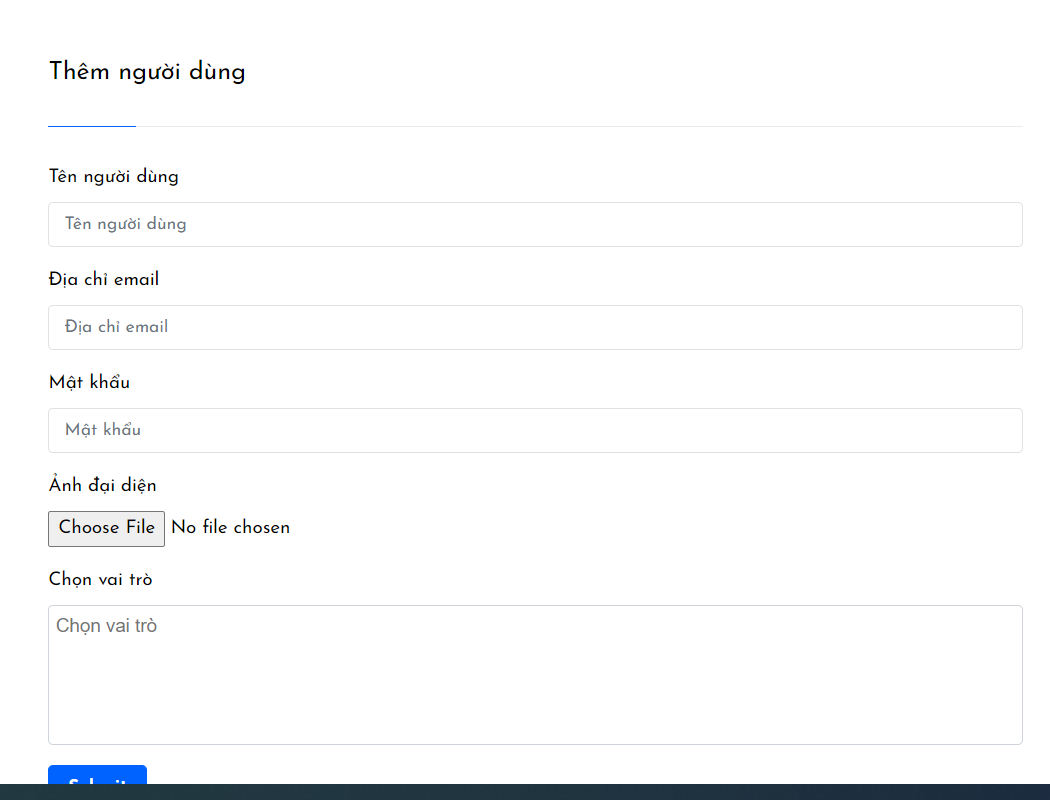 Thêm người dùng
Tên người dùng
Tên người dùng
Địa chỉ email
Địa chỉ email
Mật khẩu
Mật khẩu
Ảnh đại diện
Choose File No file chosen
Chọn vai trò
Chọn vai trò
Submit